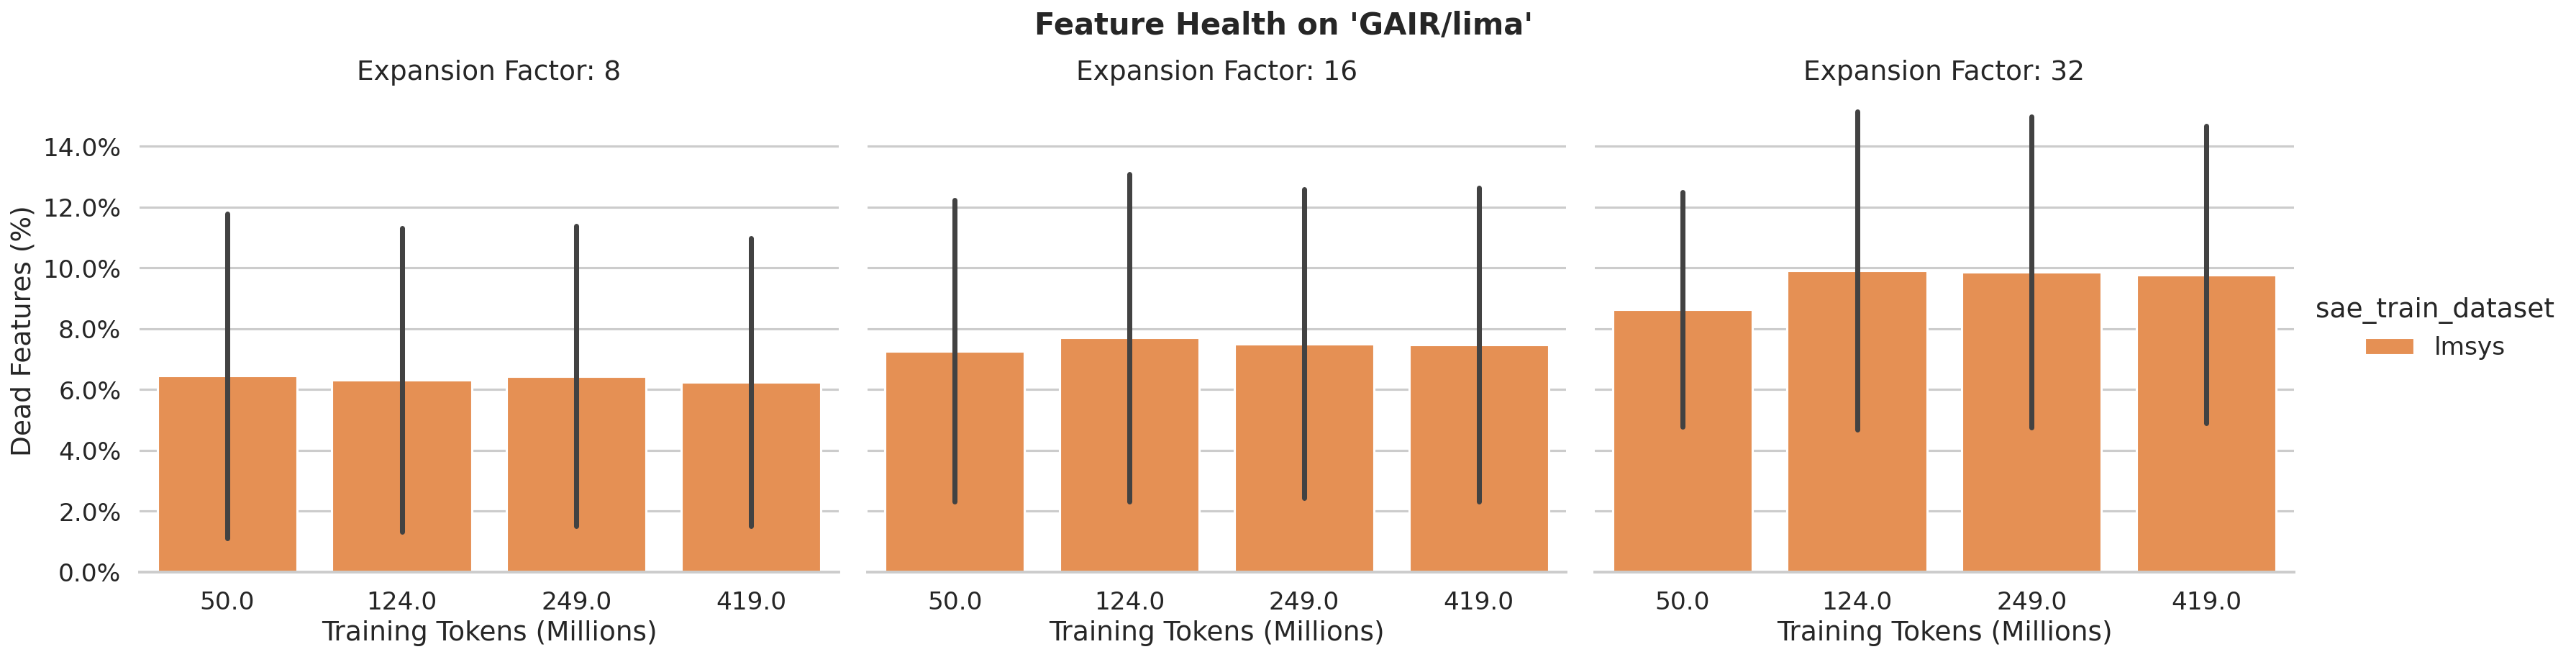 Feature Health on 'GAIR/lima'
Expansion Factor: 8
Expansion Factor: 16
Expansion Factor: 32
Dead Features (%)
14.0%
12.0%
10.0%
8.0%
6.0%
4.0%
2.0%
0.0%
50.0 124.0 249.0 419.0
Training Tokens (Millions)
50.0 124.0 249.0 419.0
Training Tokens (Millions)
50.0 124.0 249.0 419.0
Training Tokens (Millions)
sae_train_dataset
lmsys